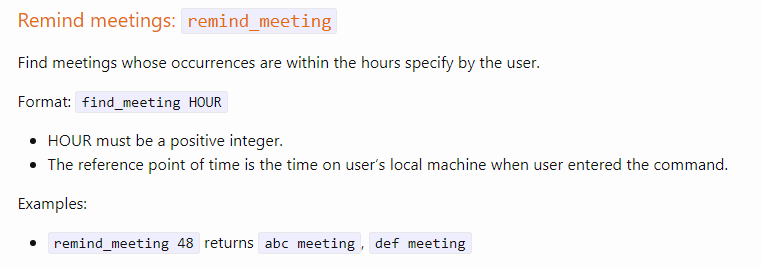 Remind meetings: remind_meeting
Find meetings whose occurrences are within the hours specify by the user.
Format: find_meeting HOUR
HOUR must be a positive integer.
The reference point of time is the time on user's local machine when user entered the command.
Examples:
remind_meeting 48 returns abc meeting, def meeting